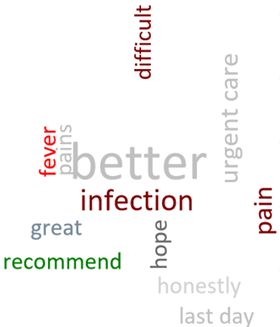 difficult
urgent care
fever
pains
better
infection
pain
great
hope
recommend
honestly
last day